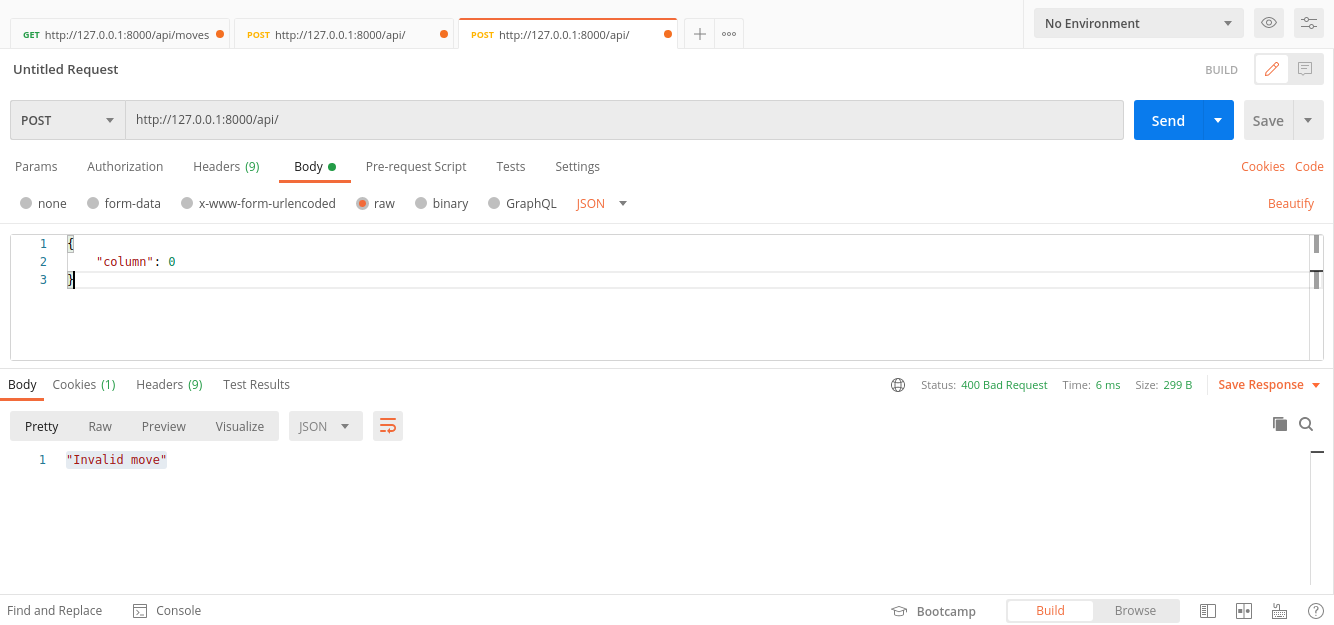 GET http://127.0.0.1:8000/api/moves POST http://127.0.0.1:8000/api/ POST http://127.0.0.1:8000/api/ No Environment
Untitled Request BUILD
POST http://127.0.0.1:8000/api/ Send Save
Params Authorization Headers (9) Body Pre-request Script Tests Settings Cookies Code
none form-data x-www-form-urlencoded raw binary GraphQL JSON Beautify
1 {
2 "column": 0
3 }
Body Cookies (1) Headers (9) Test Results Status: 400 Bad Request Time: 6 ms Size: 299 B Save Response
Pretty Raw Preview Visualize JSON
1 "Invalid move"
Find and Replace Console Bootcamp Build Browse